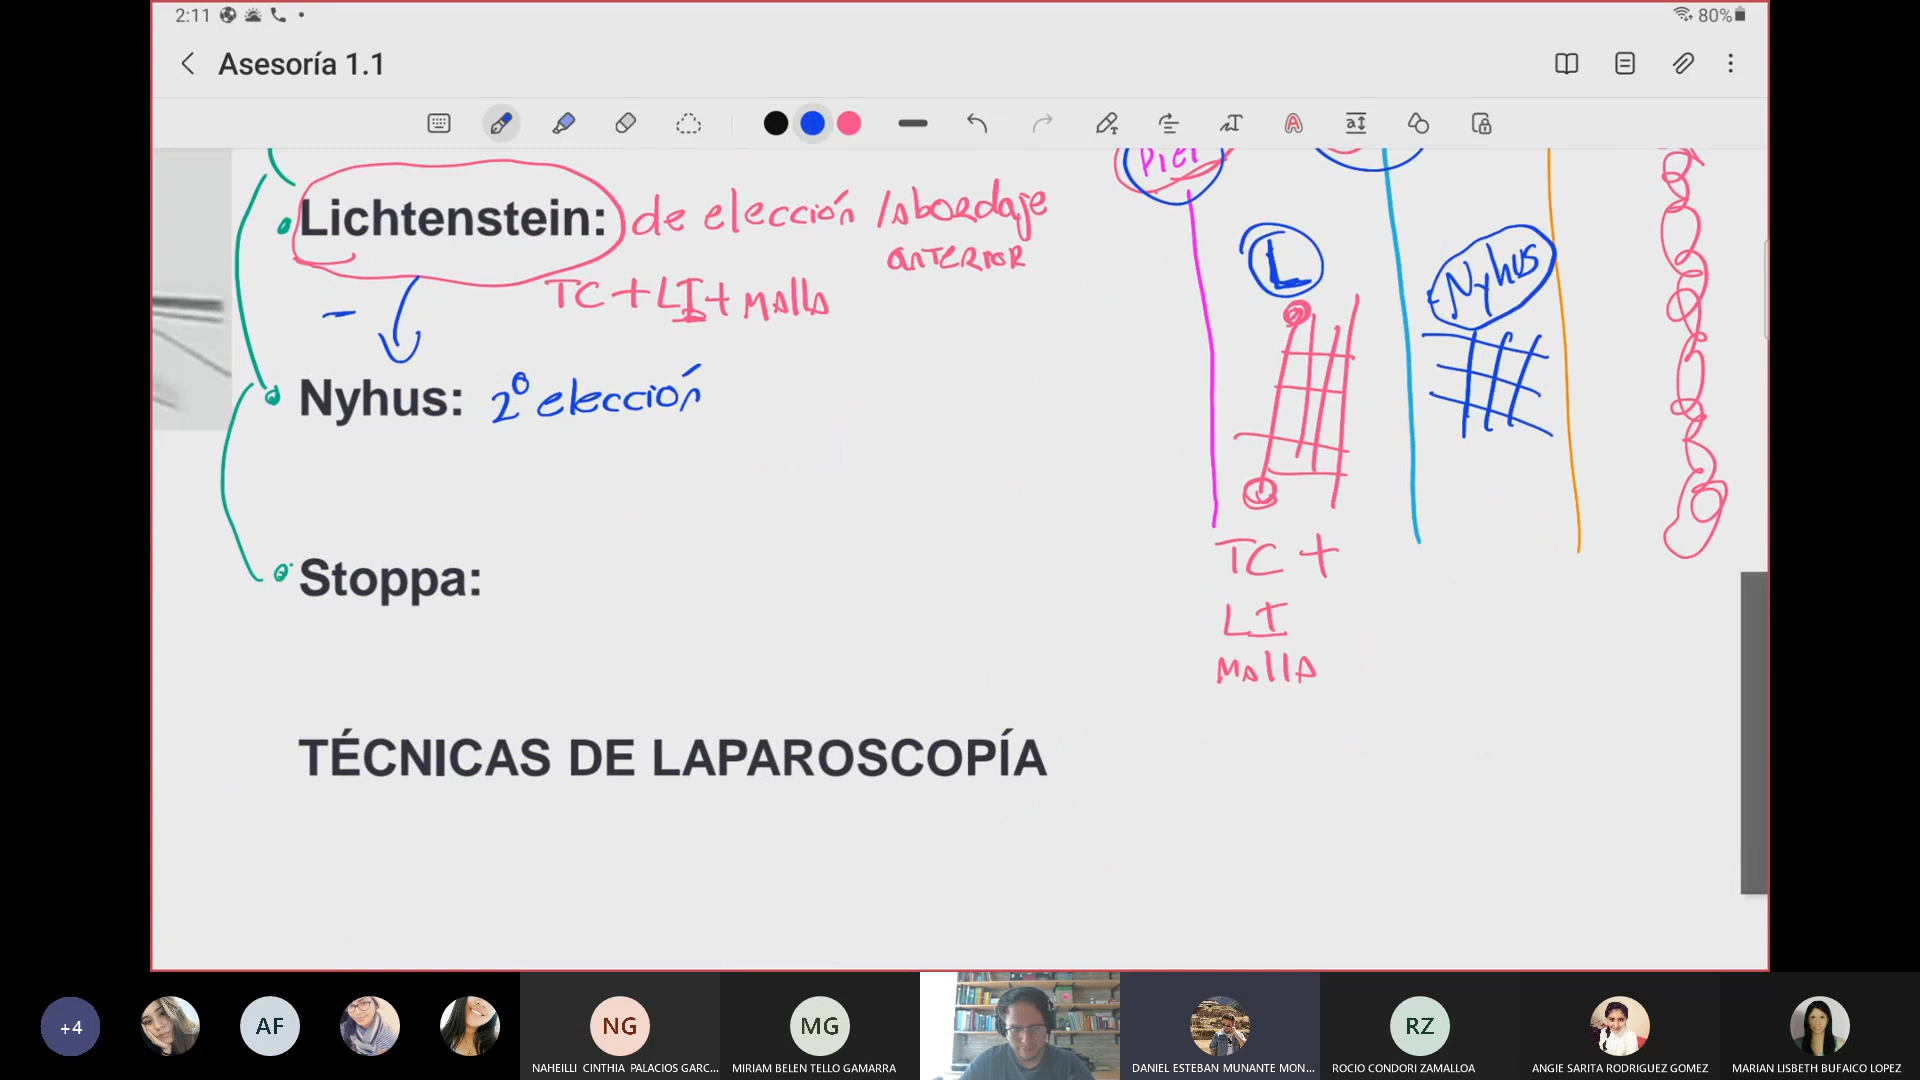 2:11
80%
Asesoría 1.1
Piel
Lichtenstein: de elección / Abordaje
anterior
TC + LI + Malla
L
Nyhus
Nyhus: 2º elección
Stoppa:
TC +
LI
Malla
TÉCNICAS DE LAPAROSCOPÍA
+4
AF
NG
MG
RZ
NAHEILLI CINTHIA PALACIOS GARC...
MIRIAM BELEN TELLO GAMARRA
DANIEL ESTEBAN MUNANTE MON...
ROCIO CONDORI ZAMALLOA
ANGIE SARITA RODRIGUEZ GOMEZ
MARIAN LISBETH BUFAICO LOPEZ